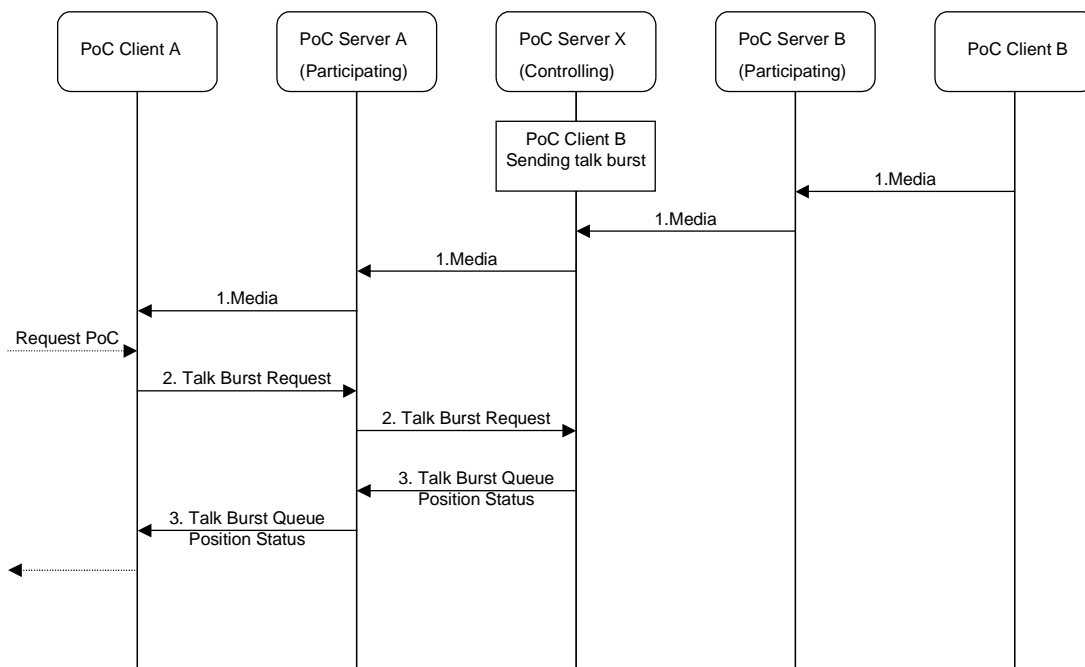 PoC Client A
PoC Server A
(Participating)
PoC Server X
(Controlling)
PoC Server B
(Participating)
PoC Client B
PoC Client B
Sending talk burst
1.Media
1.Media
1.Media
1.Media
Request PoC
2. Talk Burst Request
2. Talk Burst Request
3. Talk Burst Queue
Position Status
3. Talk Burst Queue
Position Status